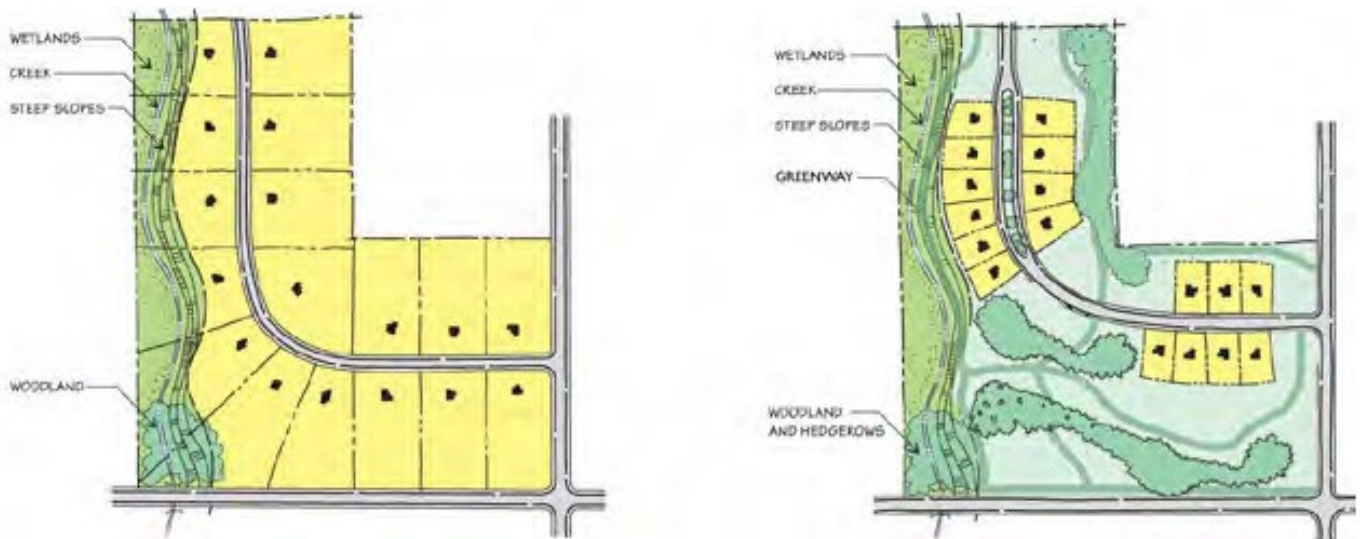 WETLANDS
CREEK
STEEP SLOPES
WOODLAND
WETLANDS
CREEK
STEEP SLOPES
GREENWAY
WOODLAND
AND HEDGEROWS